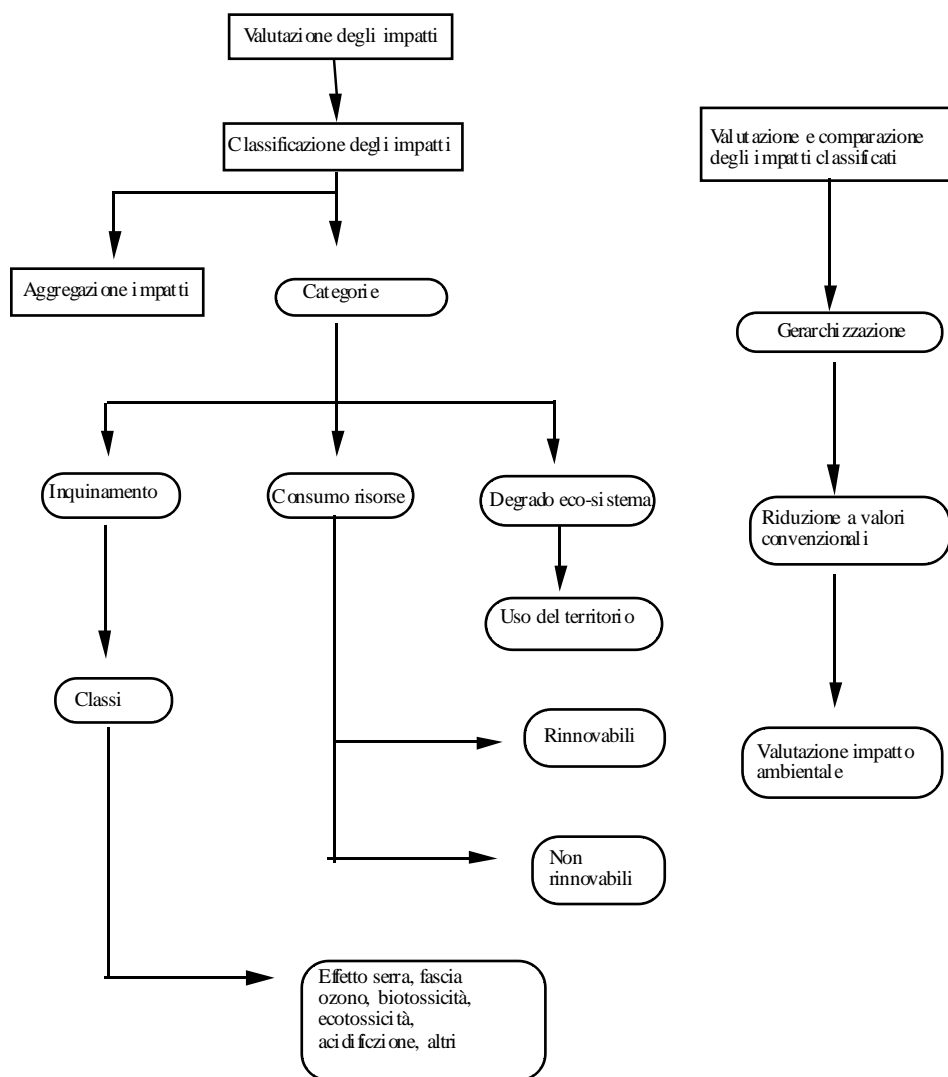 Valutazione degli impatti
Classificazione degli impatti
Valutazione e comparazione
degli impatti classificati
Aggregazione impatti
Categorie
Gerarchizzazione
Inquinamento
Consumo risorse
Degrado eco-sistema
Riduzione a valori
convenzionali
Uso del territorio
Classi
Rinnovabili
Valutazione impatto
ambientale
Non
rinnovabili
Effetto serra, fascia
ozono, biotossicità,
ecotossicità,
acidificzione, altri